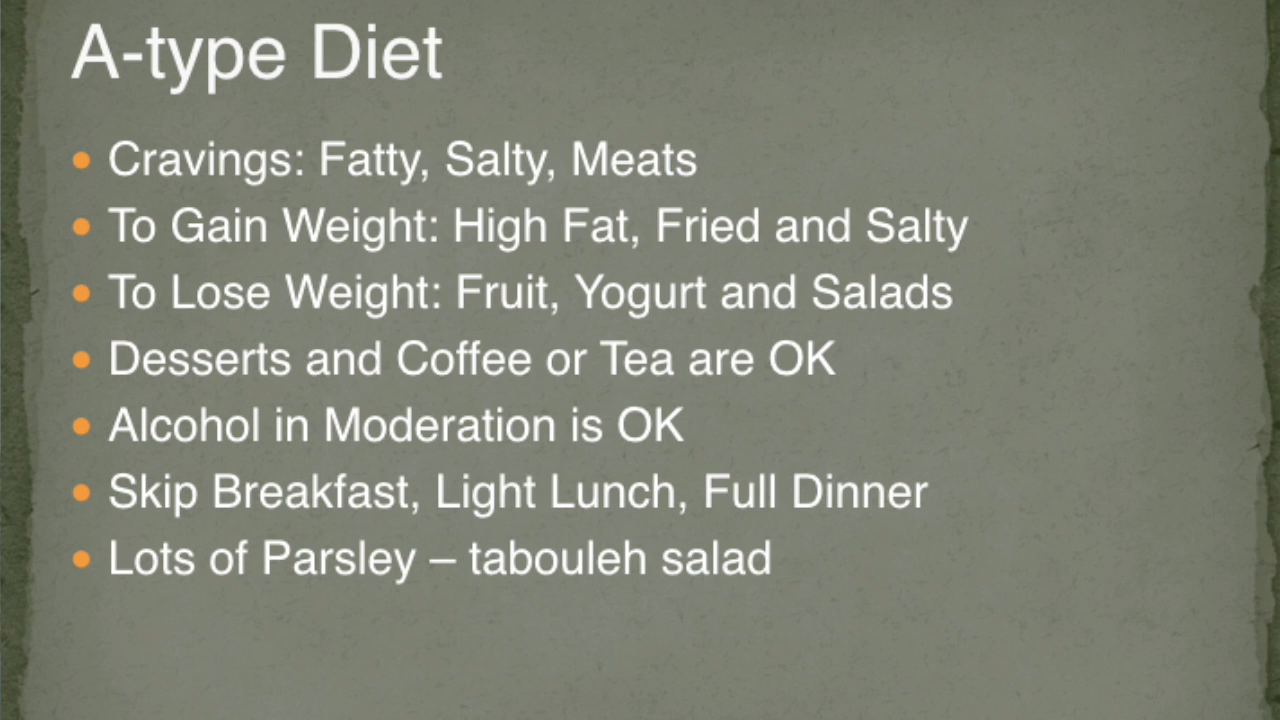 A-type Diet
• Cravings: Fatty, Salty, Meats
• To Gain Weight: High Fat, Fried and Salty
• To Lose Weight: Fruit, Yogurt and Salads
• Desserts and Coffee or Tea are OK
• Alcohol in Moderation is OK
• Skip Breakfast, Light Lunch, Full Dinner
• Lots of Parsley – tabouleh salad